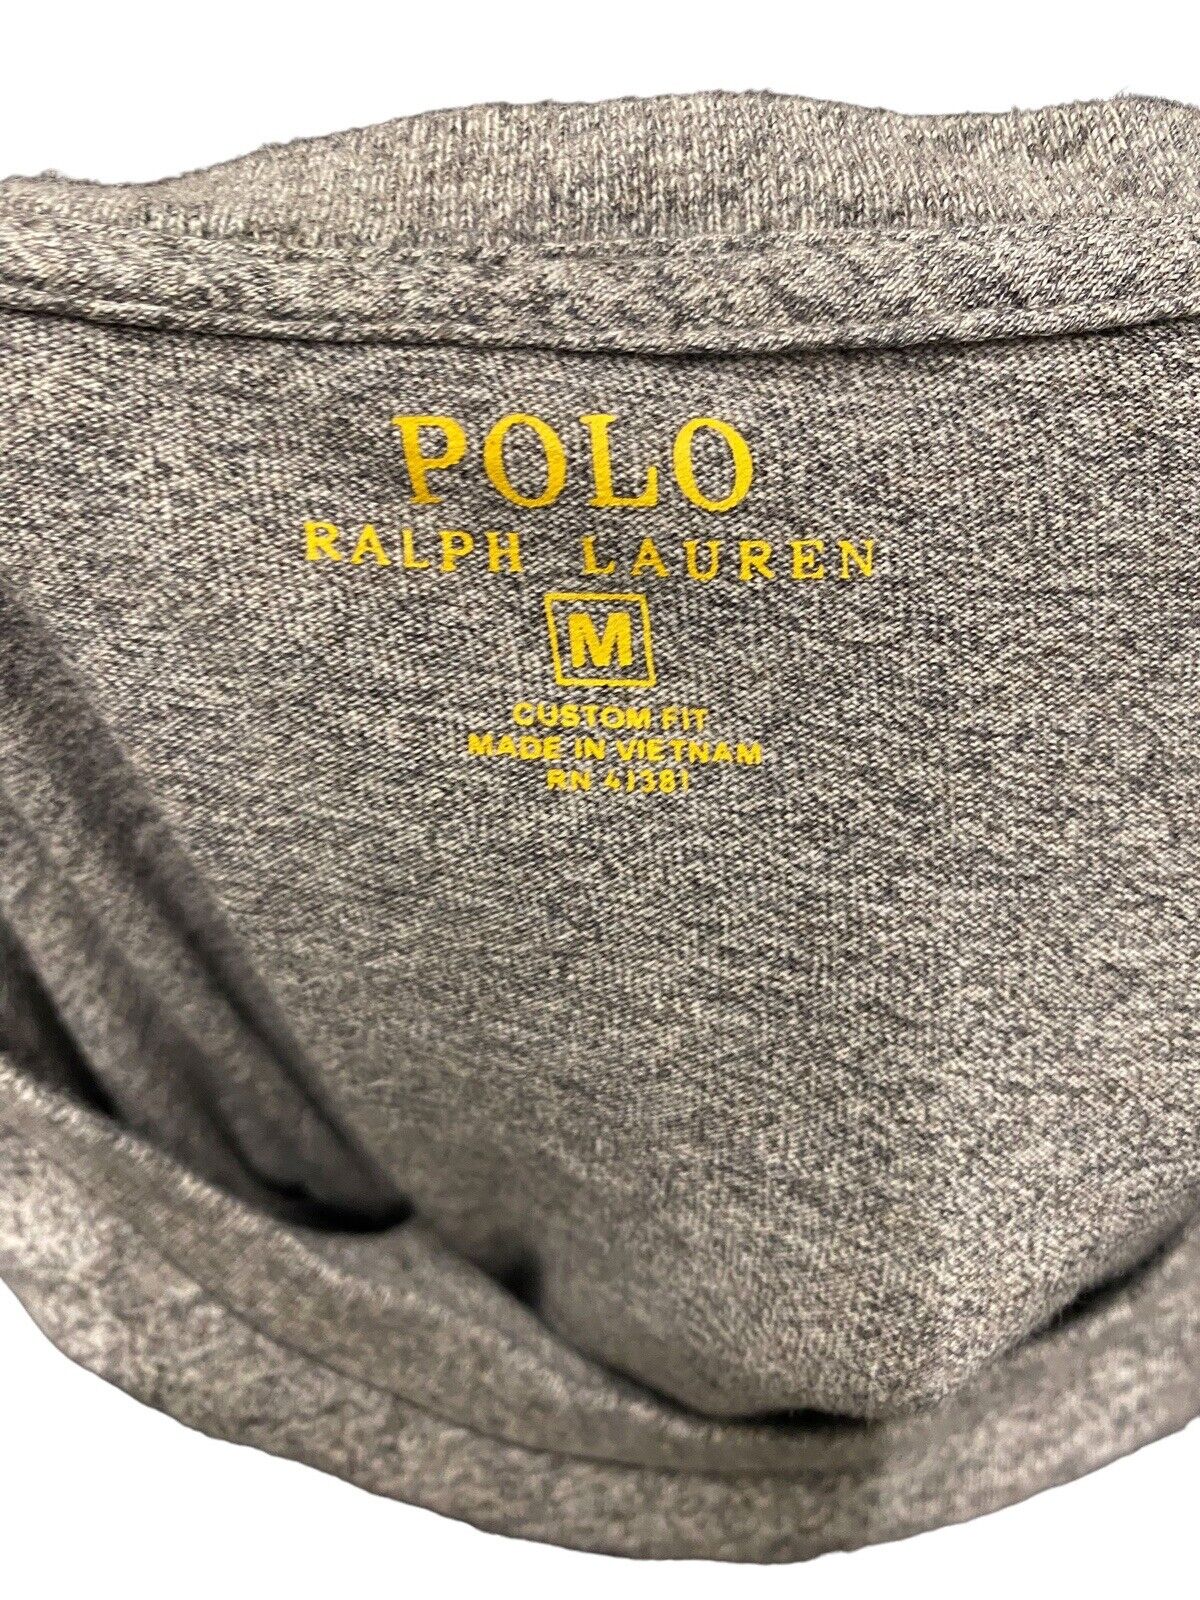 POLO
RALPH LAUREN
M
CUSTOM FIT
MADE IN VIETNAM
RN 41381